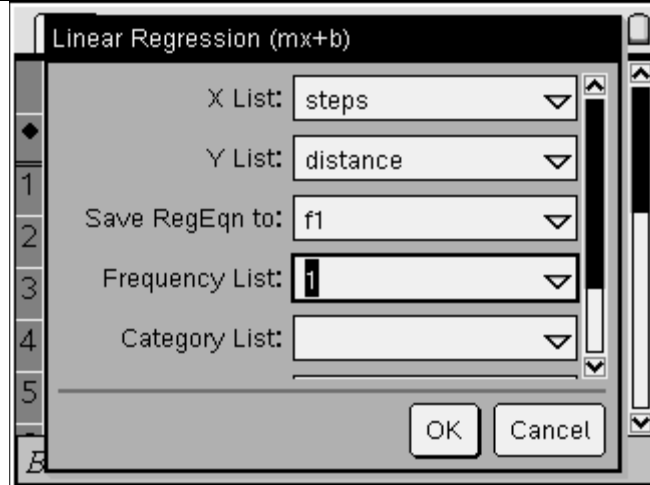 Linear Regression (mx+b)
X List: steps
Y List: distance
Save RegEqn to: f1
Frequency List: 1
Category List:
OK Cancel
1
2
3
4
5
B